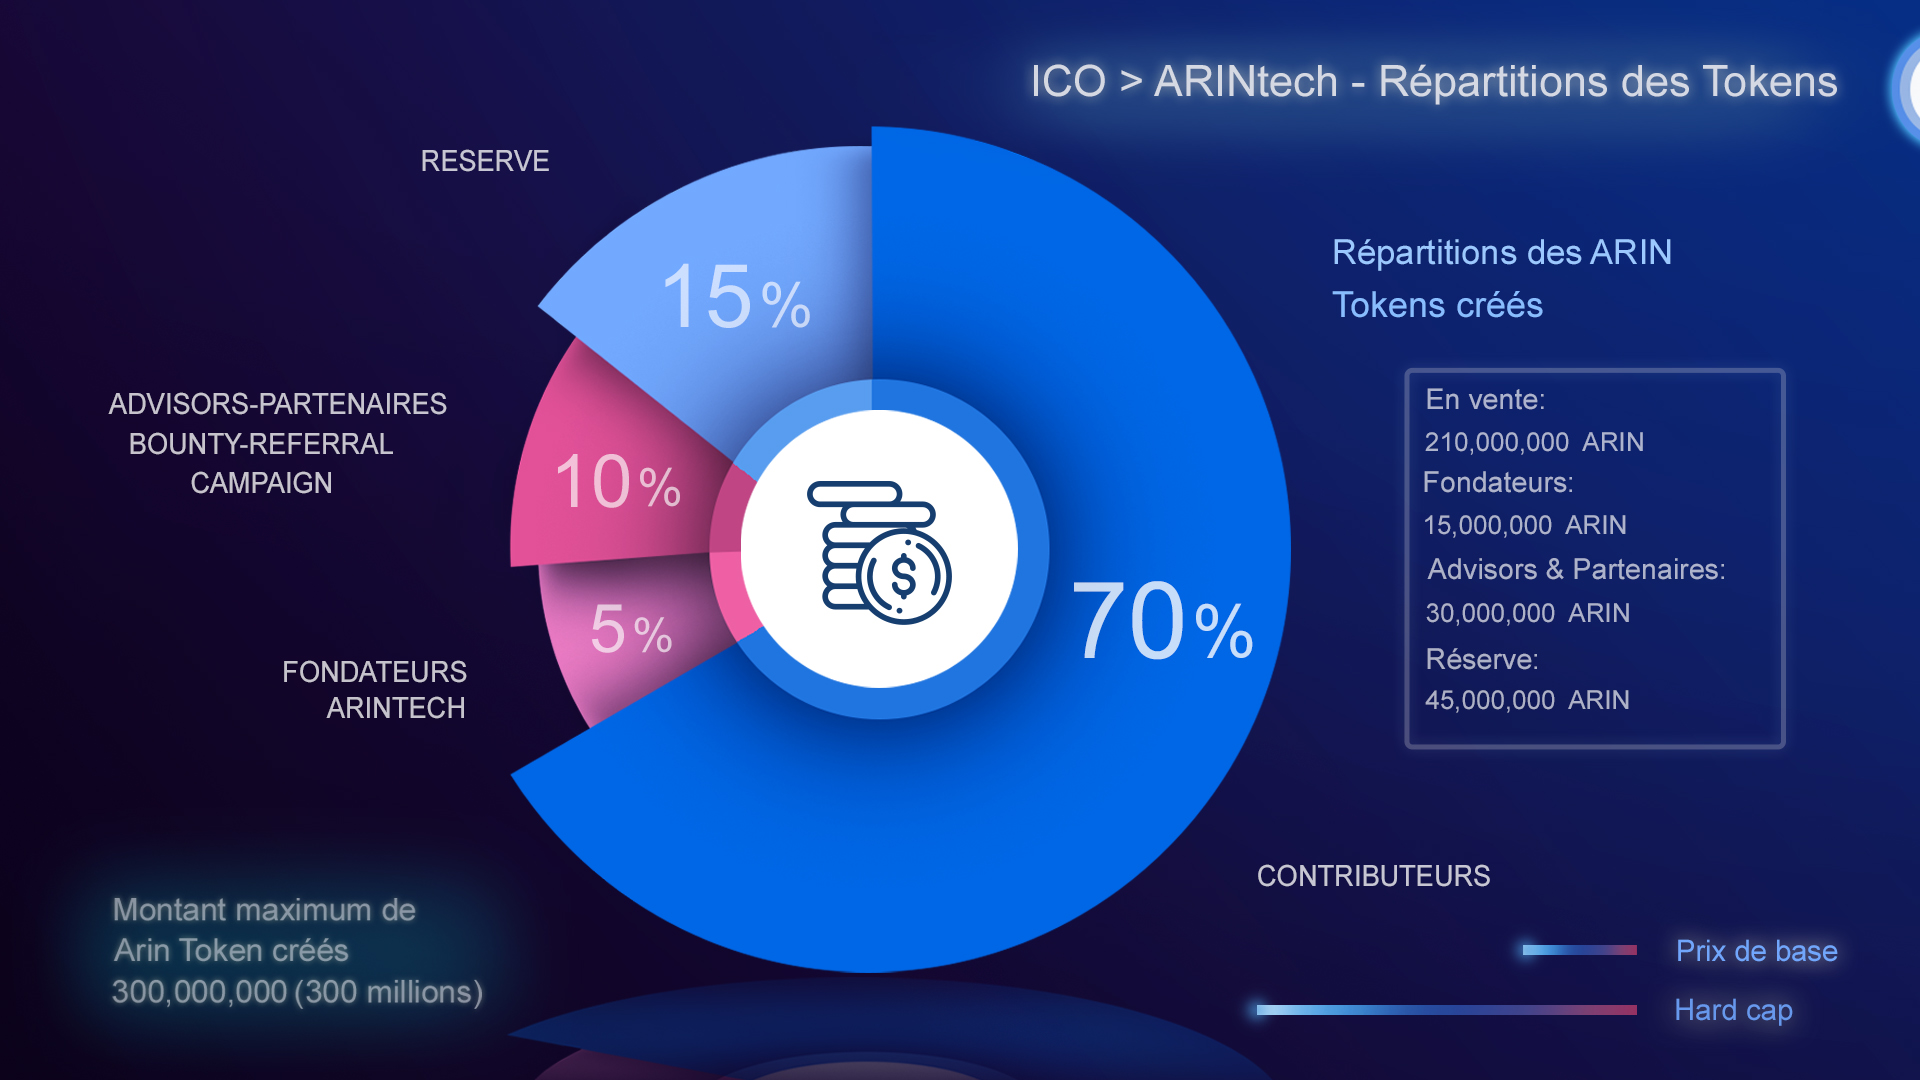 ICO > ARINtech - Répartitions des Tokens
RESERVE
15%
ADVISORS-PARTENAIRES
BOUNTY-REFERRAL
CAMPAIGN
10%
5%
FONDATEURS
ARINTECH
70%
$
Répartitions des ARIN
Tokens créés
En vente:
210,000,000 ARIN
Fondateurs:
15,000,000 ARIN
Advisors & Partenaires:
30,000,000 ARIN
Réserve:
45,000,000 ARIN
CONTRIBUTEURS
Montant maximum de
Arin Token créés
300,000,000 (300 millions)
Prix de base
Hard cap